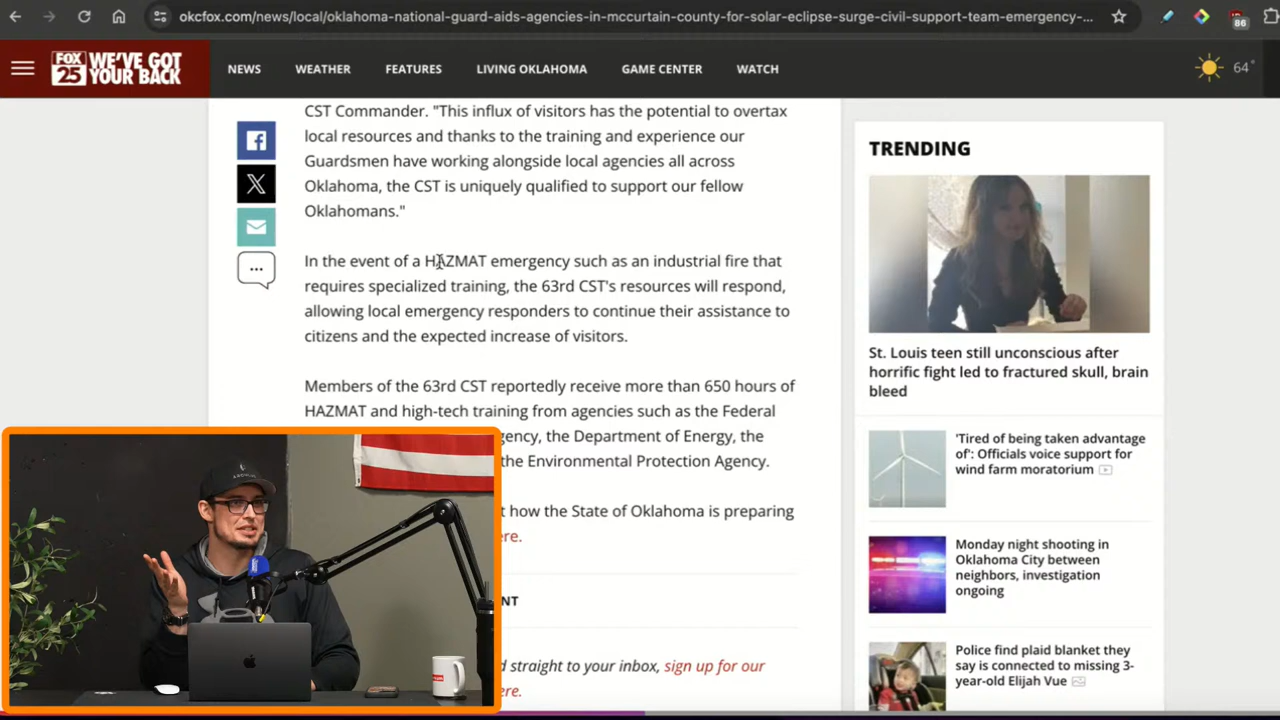 okcfox.com/news/local/oklahoma-national-guard-aids-agencies-in-mccurtain-county-for-solar-eclipse-surge-civil-support-team-emergency-...
86
FOX 25 WE'VE GOT YOUR BACK
NEWS WEATHER FEATURES LIVING OKLAHOMA GAME CENTER WATCH
64°
CST Commander. "This influx of visitors has the potential to overtax
local resources and thanks to the training and experience our
Guardsmen have working alongside local agencies all across
Oklahoma, the CST is uniquely qualified to support our fellow
Oklahomans."
In the event of a HAZMAT emergency such as an industrial fire that
requires specialized training, the 63rd CST's resources will respond,
allowing local emergency responders to continue their assistance to
citizens and the expected increase of visitors.
Members of the 63rd CST reportedly receive more than 650 hours of
HAZMAT and high-tech training from agencies such as the Federal
gency, the Department of Energy, the
the Environmental Protection Agency.
t how the State of Oklahoma is preparing
ere.
NT
d straight to your inbox, sign up for our
ere.
TRENDING
St. Louis teen still unconscious after
horrific fight led to fractured skull, brain
bleed
'Tired of being taken advantage
of': Officials voice support for
wind farm moratorium
Monday night shooting in
Oklahoma City between
neighbors, investigation
ongoing
Police find plaid blanket they
say is connected to missing 3-
year-old Elijah Vue